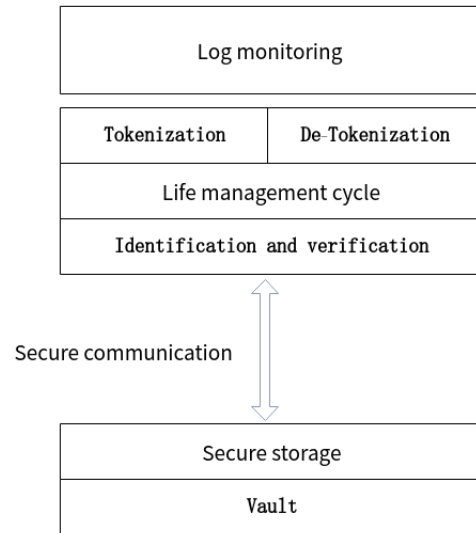 Log monitoring
Tokenization
De-Tokenization
Life management cycle
Identification and verification
Secure communication
Secure storage
Vault